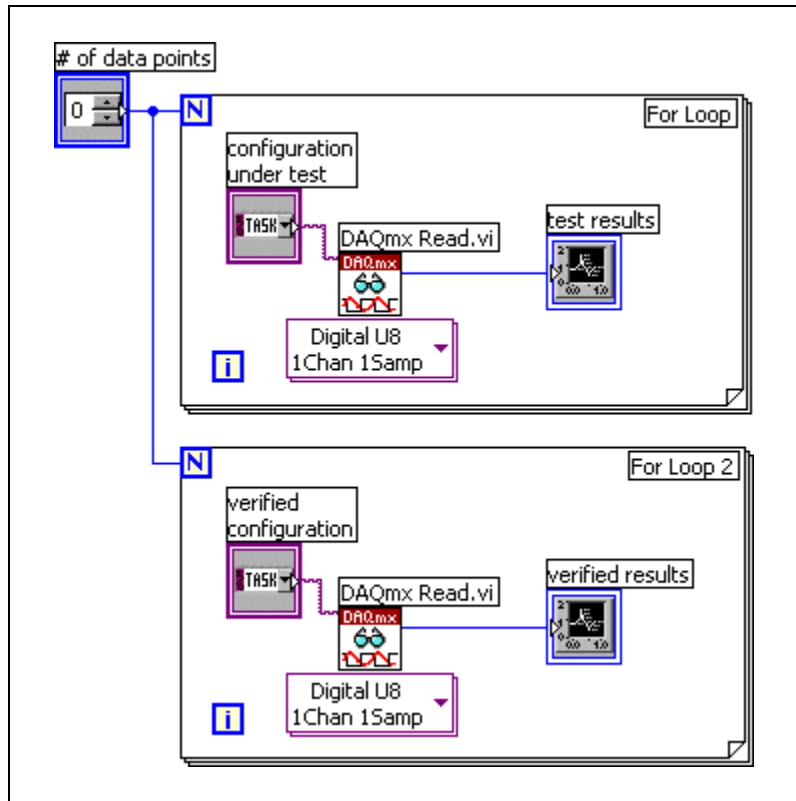 # of data points
0
N
For Loop
configuration
under test
TASK
DAQmx Read.vi
DAQmx
test results
Digital U8
1Chan 1Samp
i
N
For Loop 2
verified
configuration
TASK
DAQmx Read.vi
DAQmx
verified results
Digital U8
1Chan 1Samp
i